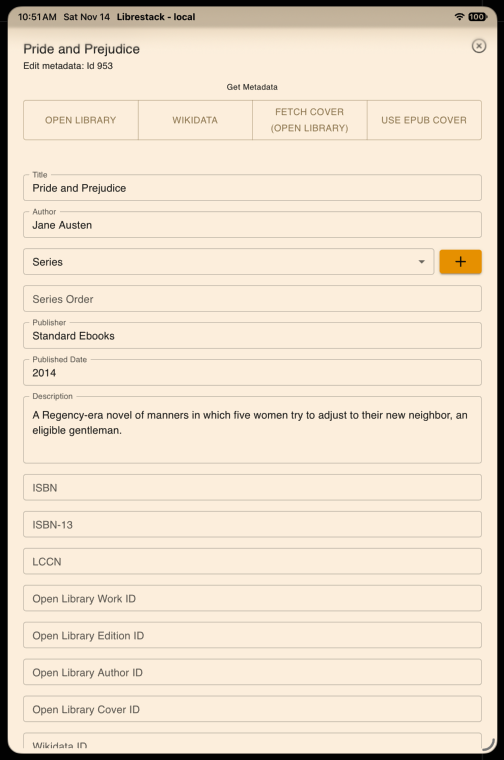 10:51 AM Sat Nov 14 Librestack - local 100
Pride and Prejudice
Edit metadata: Id 953
Get Metadata
OPEN LIBRARY
WIKIDATA
FETCH COVER
(OPEN LIBRARY)
USE EPUB COVER
Title
Pride and Prejudice
Author
Jane Austen
Series
+
Series Order
Publisher
Standard Ebooks
Published Date
2014
Description
A Regency-era novel of manners in which five women try to adjust to their new neighbor, an
eligible gentleman.
ISBN
ISBN-13
LCCN
Open Library Work ID
Open Library Edition ID
Open Library Author ID
Open Library Cover ID
Wikidata ID